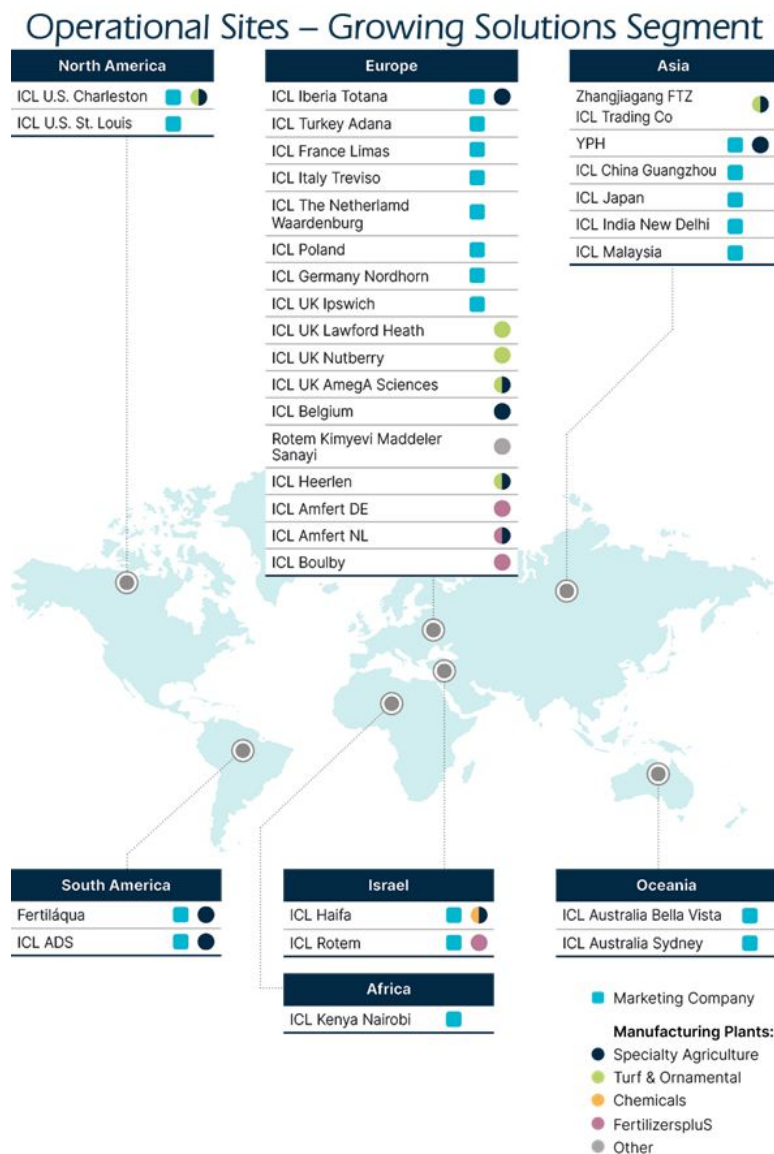 Operational Sites – Growing Solutions Segment
North America
ICL U.S. Charleston
ICL U.S. St. Louis
Europe
ICL Iberia Totana
ICL Turkey Adana
ICL France Limas
ICL Italy Treviso
ICL The Netherlamd
Waardenburg
ICL Poland
ICL Germany Nordhorn
ICL UK Ipswich
ICL UK Lawford Heath
ICL UK Nutberry
ICL UK AmegA Sciences
ICL Belgium
Rotem Kimyevi Maddeler
Sanayi
ICL Heerlen
ICL Amfert DE
ICL Amfert NL
ICL Boulby
Asia
Zhangjiagang FTZ
ICL Trading Co
YPH
ICL China Guangzhou
ICL Japan
ICL India New Delhi
ICL Malaysia
South America
Fertiláqua
ICL ADS
Israel
ICL Haifa
ICL Rotem
Africa
ICL Kenya Nairobi
Oceania
ICL Australia Bella Vista
ICL Australia Sydney
Marketing Company
Manufacturing Plants:
Specialty Agriculture
Turf & Ornamental
Chemicals
FertilizerspluS
Other